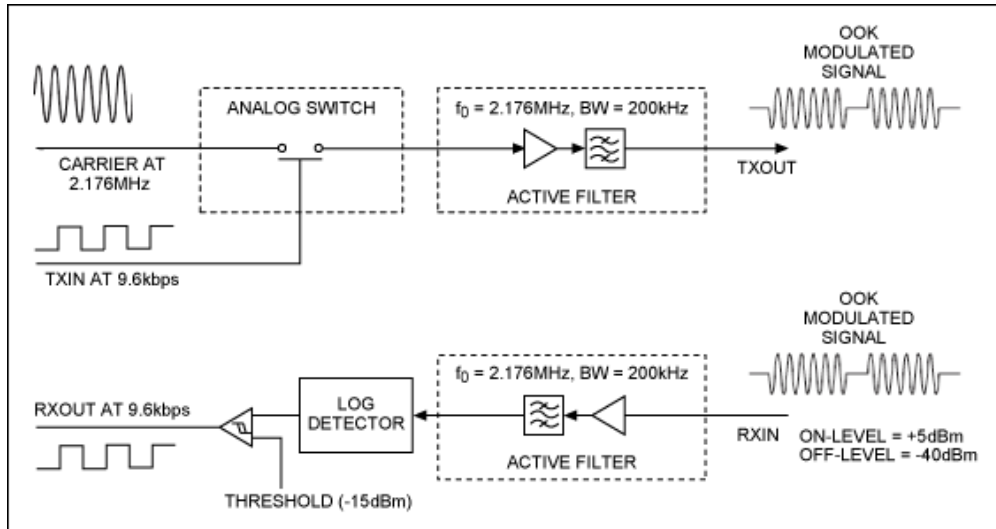 OOK
MODULATED
SIGNAL
ANALOG SWITCH
f0 = 2.176MHz, BW = 200kHz
CARRIER AT
2.176MHz
TXOUT
ACTIVE FILTER
TXIN AT 9.6kbps
OOK
MODULATED
SIGNAL
f0 = 2.176MHz, BW = 200kHz
RXOUT AT 9.6kbps
LOG
DETECTOR
RXIN
ON-LEVEL = +5dBm
OFF-LEVEL = -40dBm
ACTIVE FILTER
THRESHOLD (-15dBm)